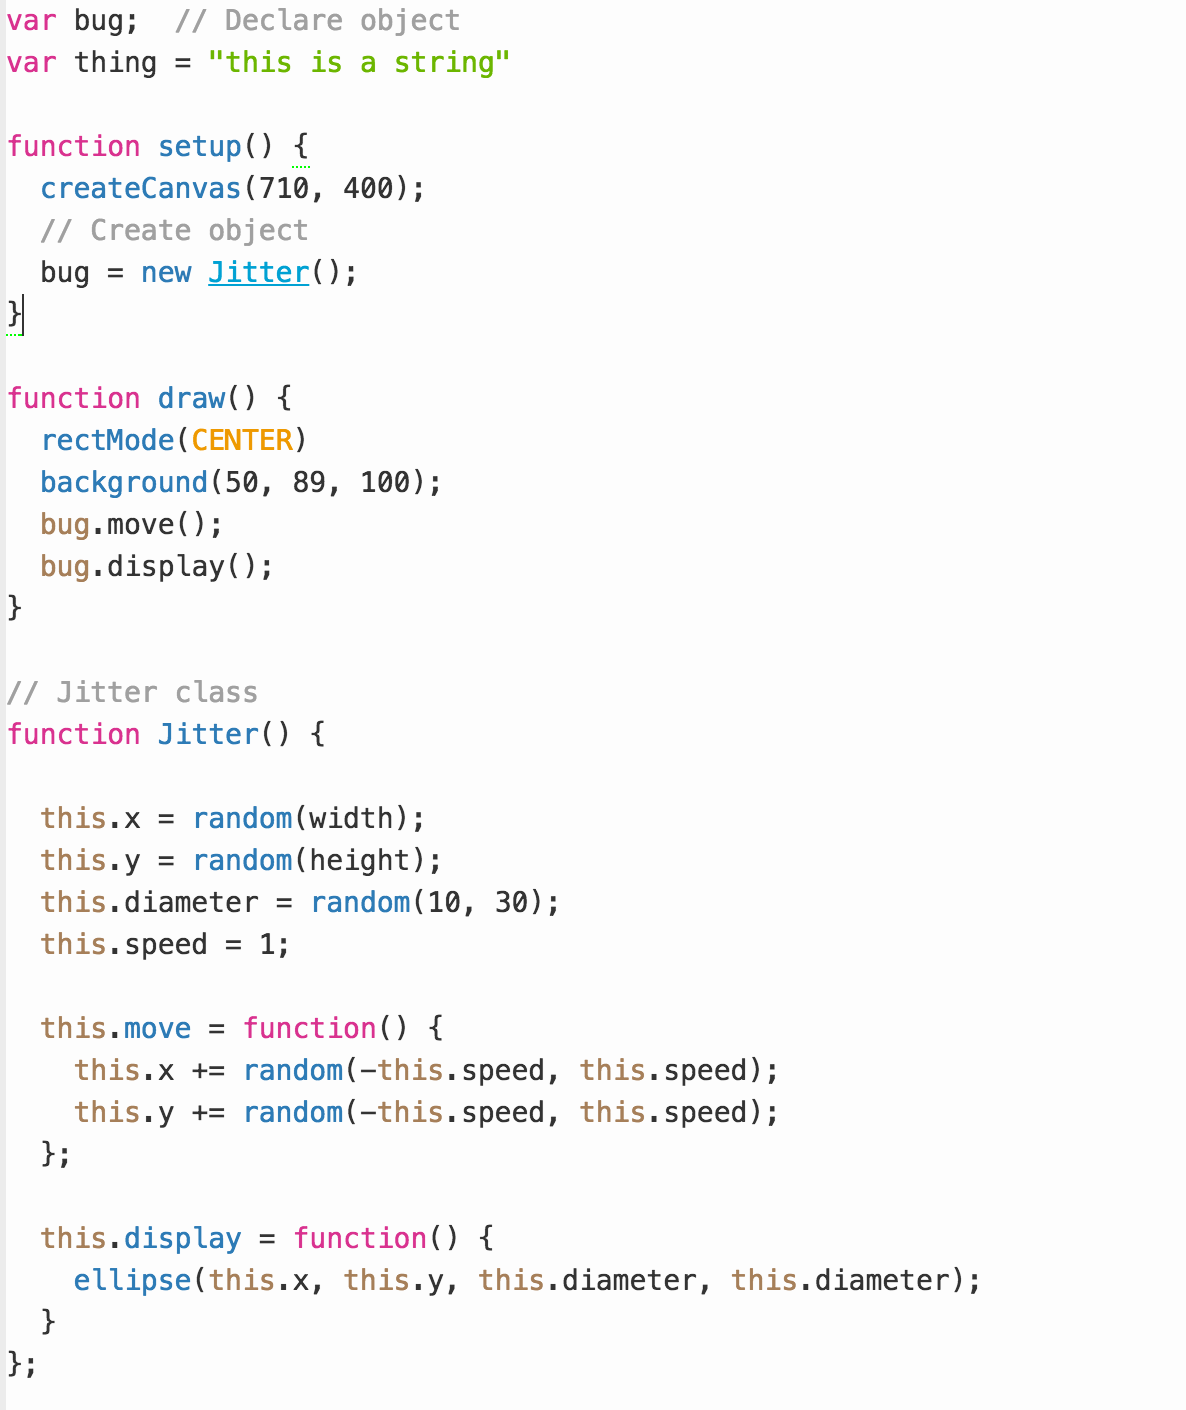 var bug;  // Declare object
var thing = "this is a string"

function setup() {
  createCanvas(710, 400);
  // Create object
  bug = new Jitter();
}

function draw() {
  rectMode(CENTER)
  background(50, 89, 100);
  bug.move();
  bug.display();
}

// Jitter class
function Jitter() {

  this.x = random(width);
  this.y = random(height);
  this.diameter = random(10, 30);
  this.speed = 1;

  this.move = function() {
    this.x += random(-this.speed, this.speed);
    this.y += random(-this.speed, this.speed);
  };

  this.display = function() {
    ellipse(this.x, this.y, this.diameter, this.diameter);
  }
};